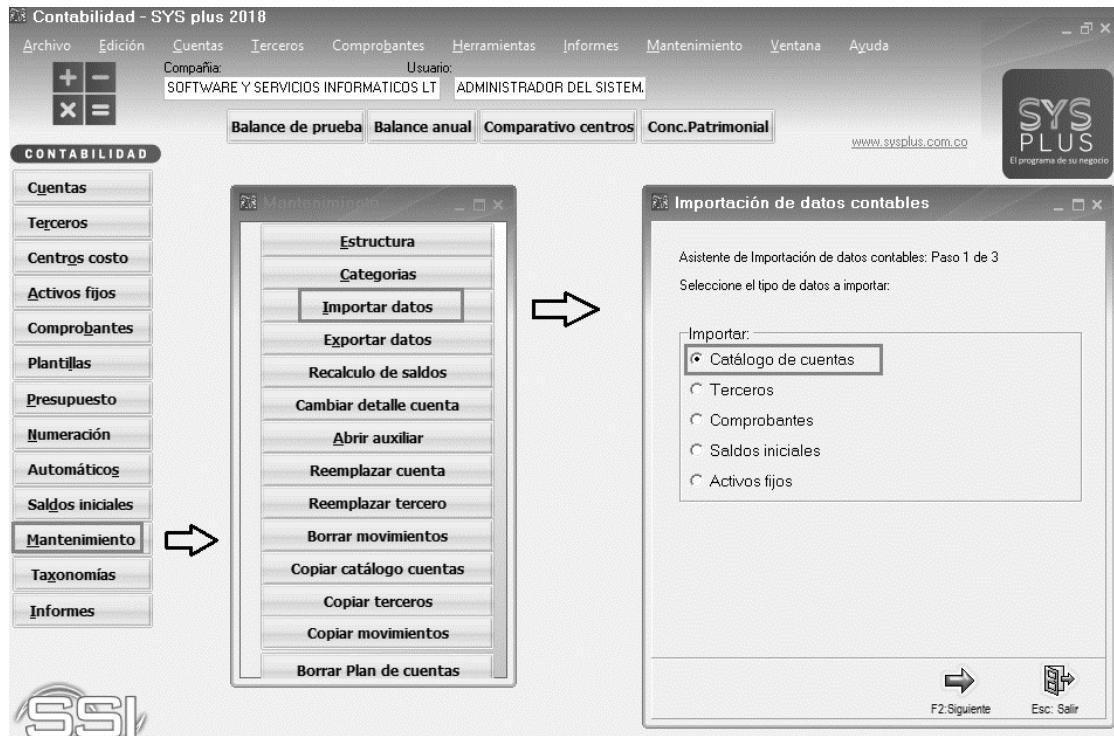 Contabilidad - SYS plus 2018
Archivo Edición Cuentas Terceros Comprobantes Herramientas Informes Mantenimiento Ventana Ayuda
Compañia: Usuario:
SOFTWARE Y SERVICIOS INFORMATICOS LT ADMINISTRADOR DEL SISTEM.
Balance de prueba Balance anual Comparativo centros Conc.Patrimonial
www.sysplus.com.co
SYS
PLUS
El programa de su negocio
CONTABILIDAD
Cuentas
Terceros
Centros costo
Activos fijos
Comprobantes
Plantillas
Presupuesto
Numeración
Automáticos
Saldos iniciales
Mantenimiento
Taxonomías
Informes
SSI
Mantenimiento
Estructura
Categorias
Importar datos
Exportar datos
Recalculo de saldos
Cambiar detalle cuenta
Abrir auxiliar
Reemplazar cuenta
Reemplazar tercero
Borrar movimientos
Copiar catálogo cuentas
Copiar terceros
Copiar movimientos
Borrar Plan de cuentas
Importación de datos contables
Asistente de Importación de datos contables: Paso 1 de 3
Seleccione el tipo de datos a importar:
Importar:
Catálogo de cuentas
Terceros
Comprobantes
Saldos iniciales
Activos fijos
F2:Siguiente Esc: Salir